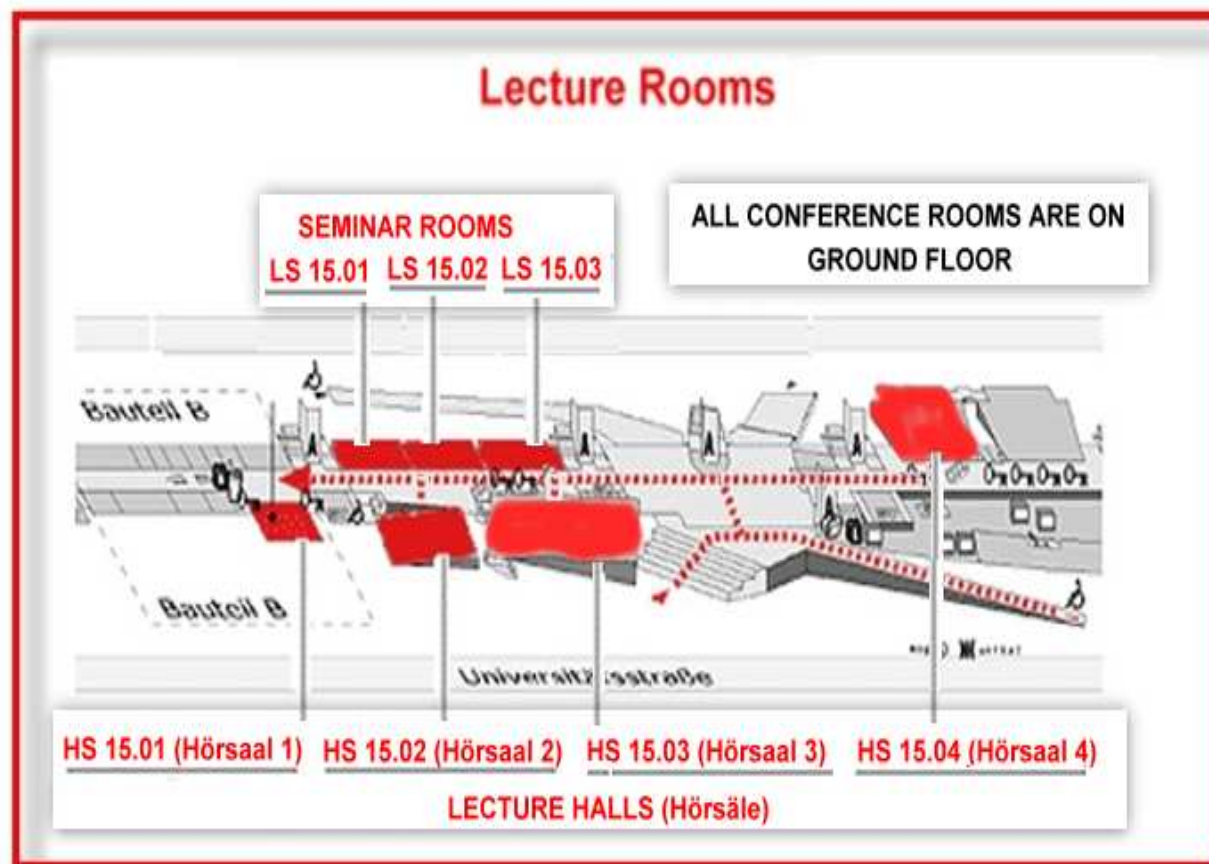 Lecture Rooms
SEMINAR ROOMS
LS 15.01 LS 15.02 LS 15.03
ALL CONFERENCE ROOMS ARE ON
GROUND FLOOR
Bauteil B
A A A A
A
Bauteil B
Universitätsstraße
HS 15.01 (Hörsaal 1) HS 15.02 (Hörsaal 2) HS 15.03 (Hörsaal 3) HS 15.04 (Hörsaal 4)
LECTURE HALLS (Hörsäle)